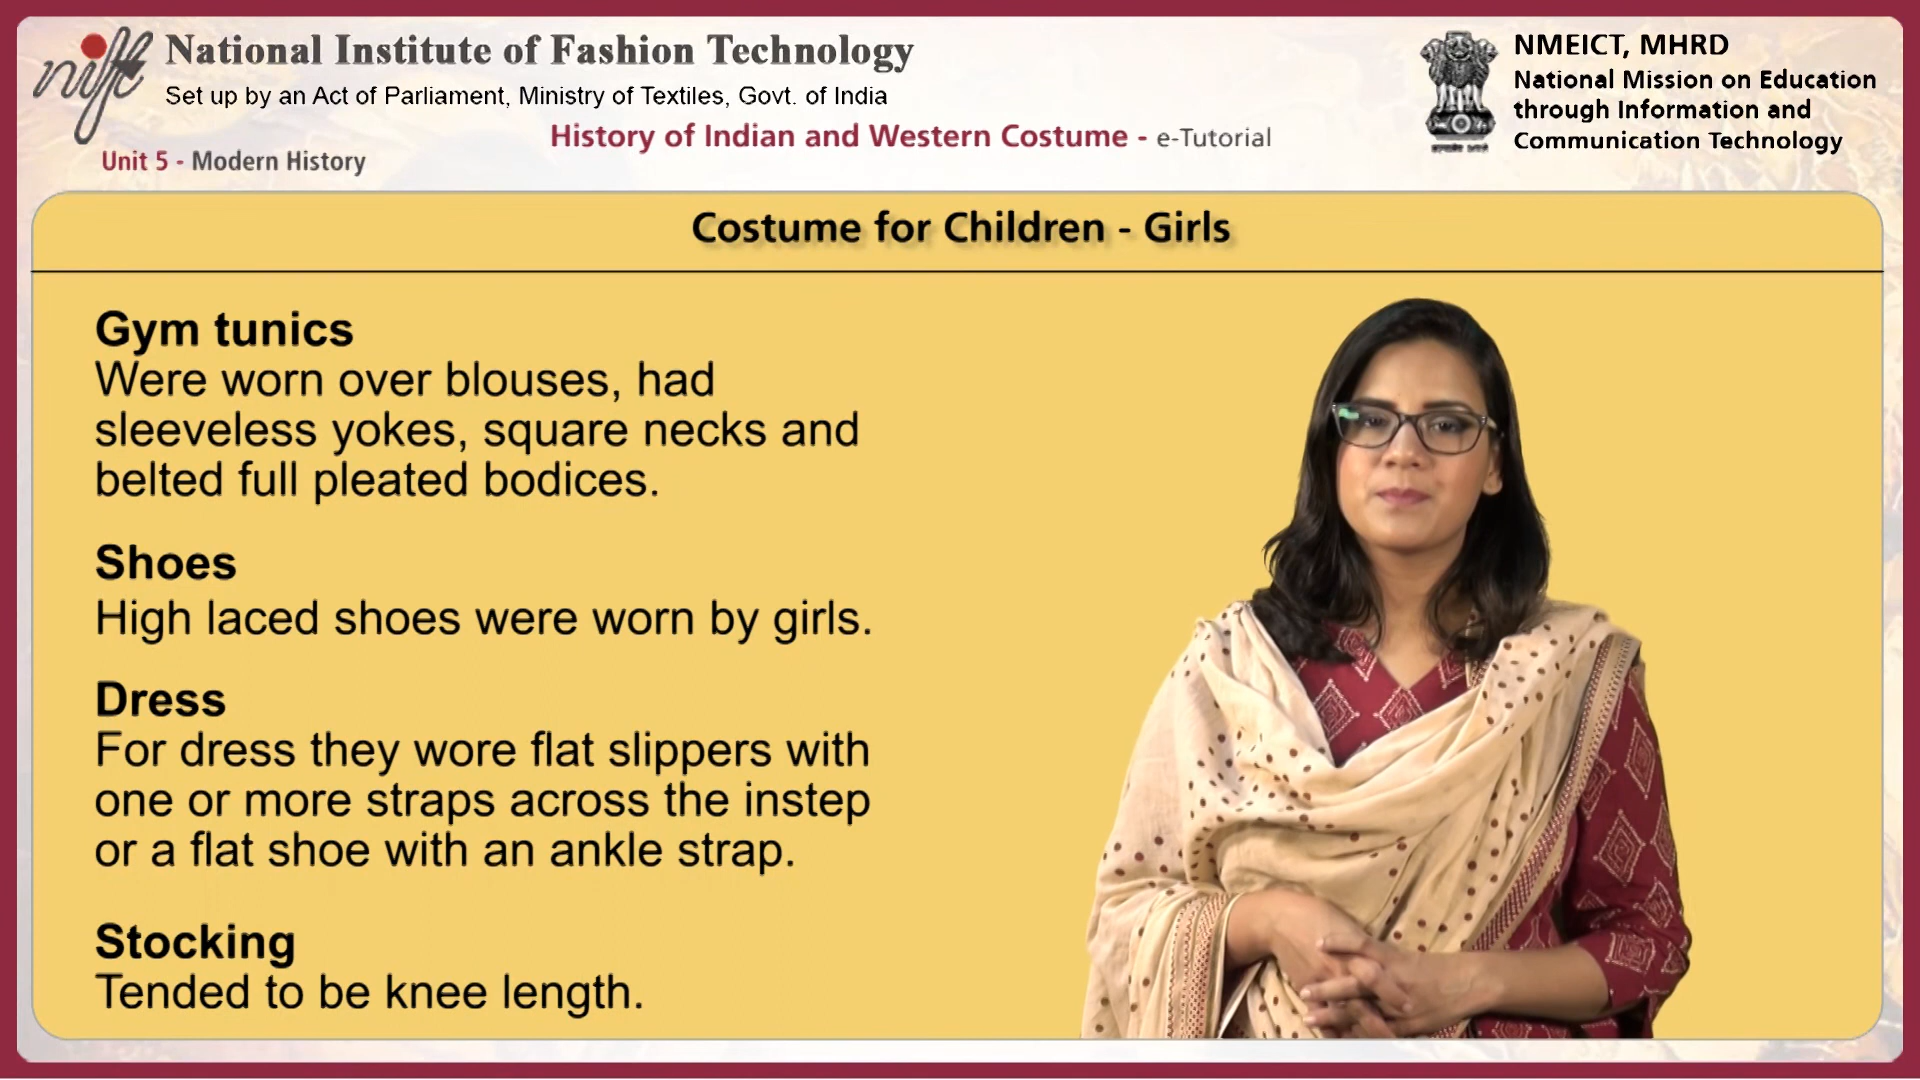 nift
National Institute of Fashion Technology
Set up by an Act of Parliament, Ministry of Textiles, Govt. of India
History of Indian and Western Costume - e-Tutorial
Unit 5 - Modern History
NMEICT, MHRD
National Mission on Education
through Information and
Communication Technology
Costume for Children - Girls
Gym tunics
Were worn over blouses, had
sleeveless yokes, square necks and
belted full pleated bodices.
Shoes
High laced shoes were worn by girls.
Dress
For dress they wore flat slippers with
one or more straps across the instep
or a flat shoe with an ankle strap.
Stocking
Tended to be knee length.